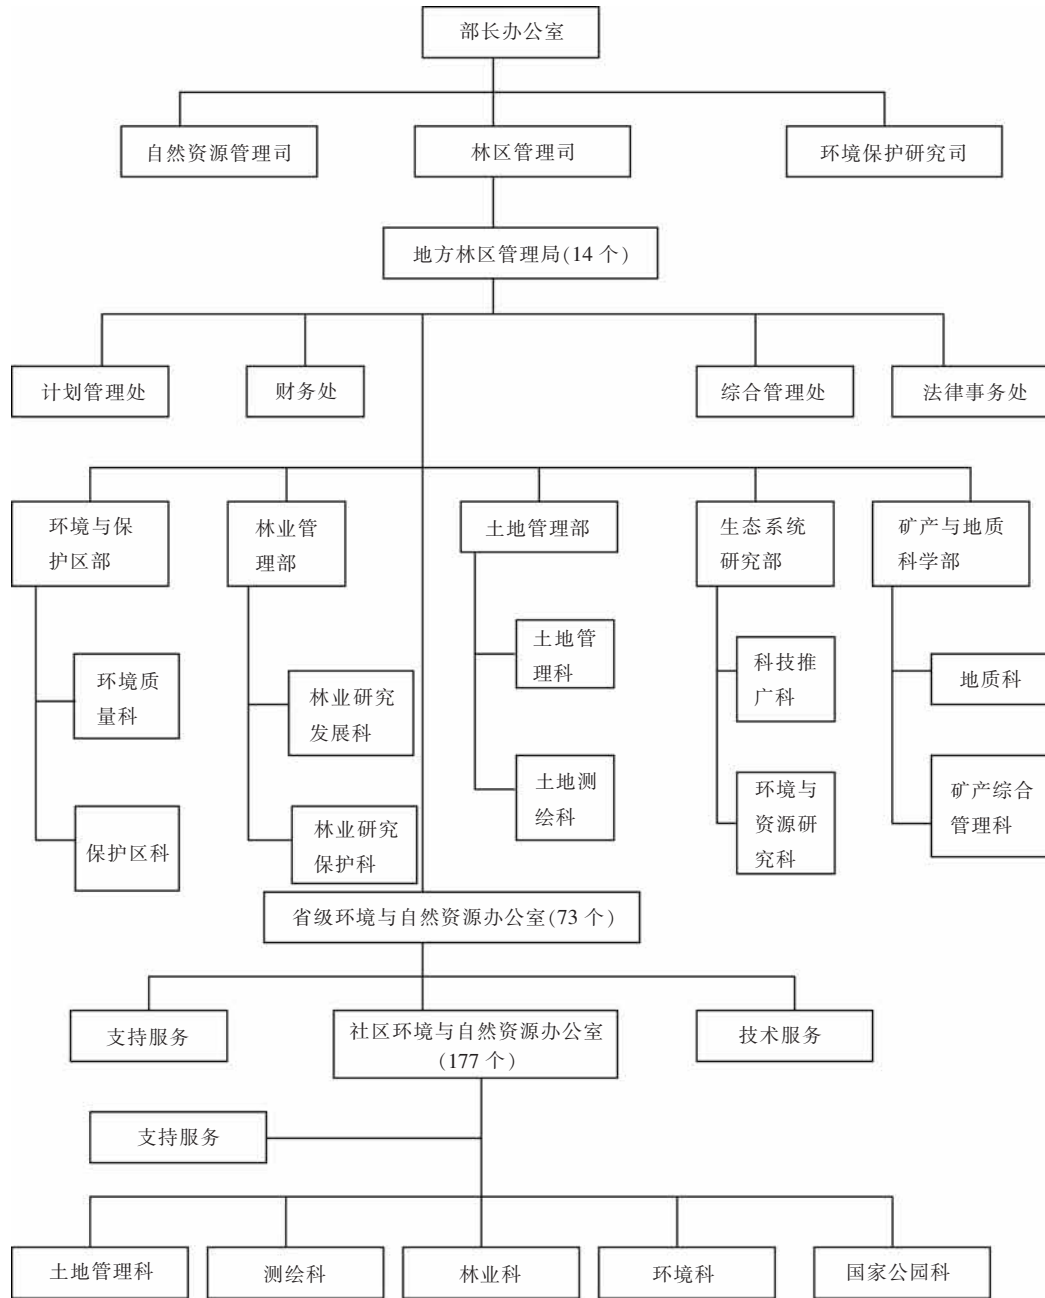 部长办公室
自然资源管理司
林区管理司
环境保护研究司
地方林区管理局(14 个)
计划管理处
财务处
综合管理处
法律事务处
环境与保
护区部
林业管
理部
土地管理部
生态系统
研究部
矿产与地质
科学部
环境质
量科
保护区科
林业研究
发展科
林业研究
保护科
土地管
理科
土地测
绘科
科技推
广科
环境与
资源研
究科
地质科
矿产综合
管理科
省级环境与自然资源办公室(73 个)
支持服务
社区环境与自然资源办公室
(177 个)
技术服务
支持服务
土地管理科
测绘科
林业科
环境科
国家公园科